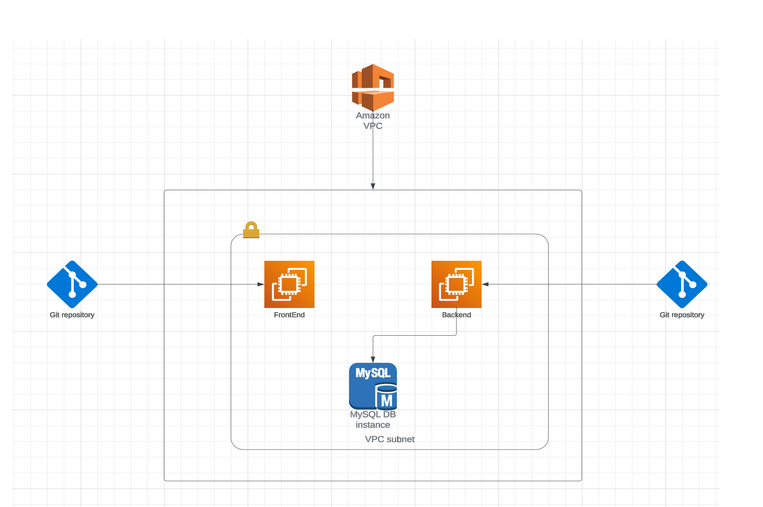 Amazon
VPC
Git repository
FrontEnd
Backend
Git repository
MySQL
M
MySQL DB
instance
VPC subnet